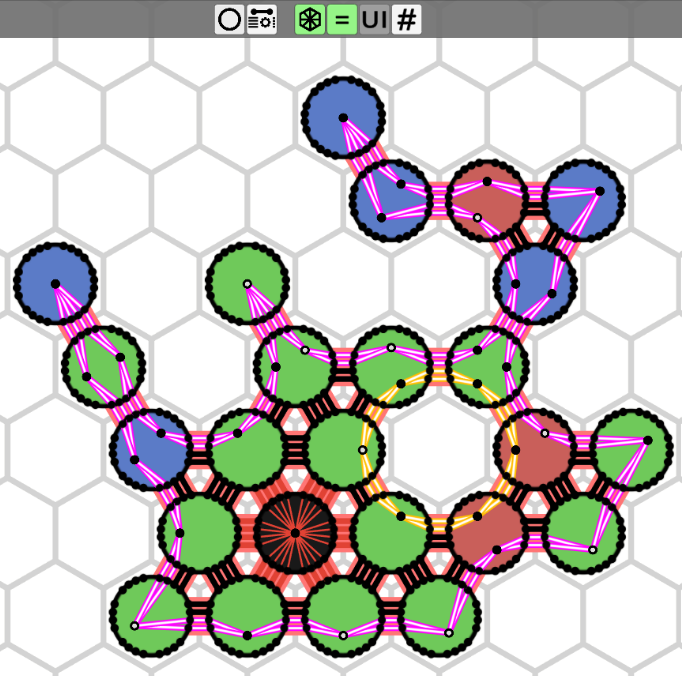 = UI #